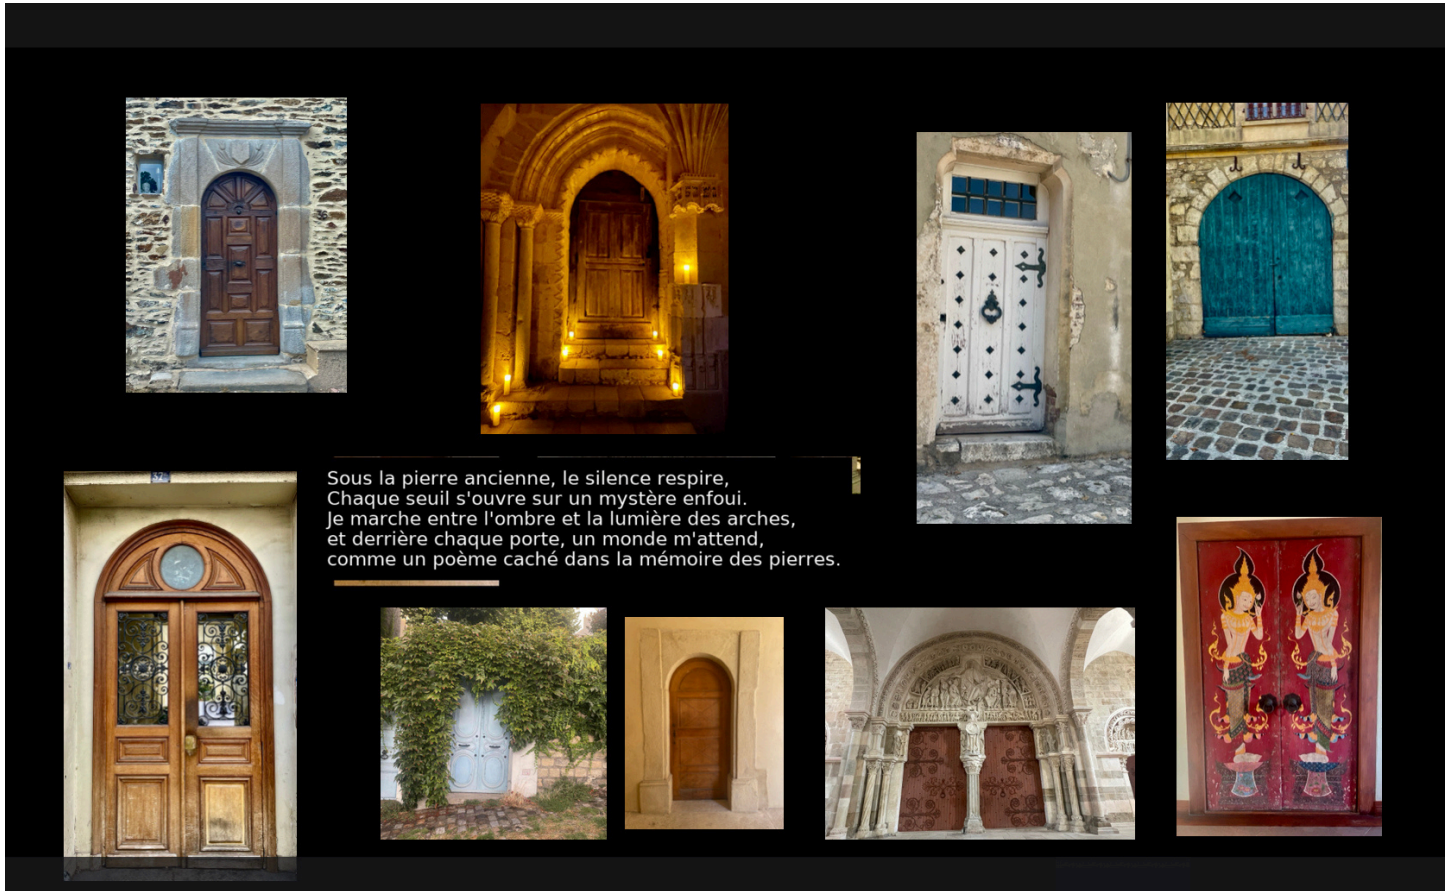 Sous la pierre ancienne, le silence respire,
Chaque seuil s'ouvre sur un mystère enfoui.
Je marche entre l'ombre et la lumière des arches,
et derrière chaque porte, un monde m'attend,
comme un poème caché dans la mémoire des pierres.
37